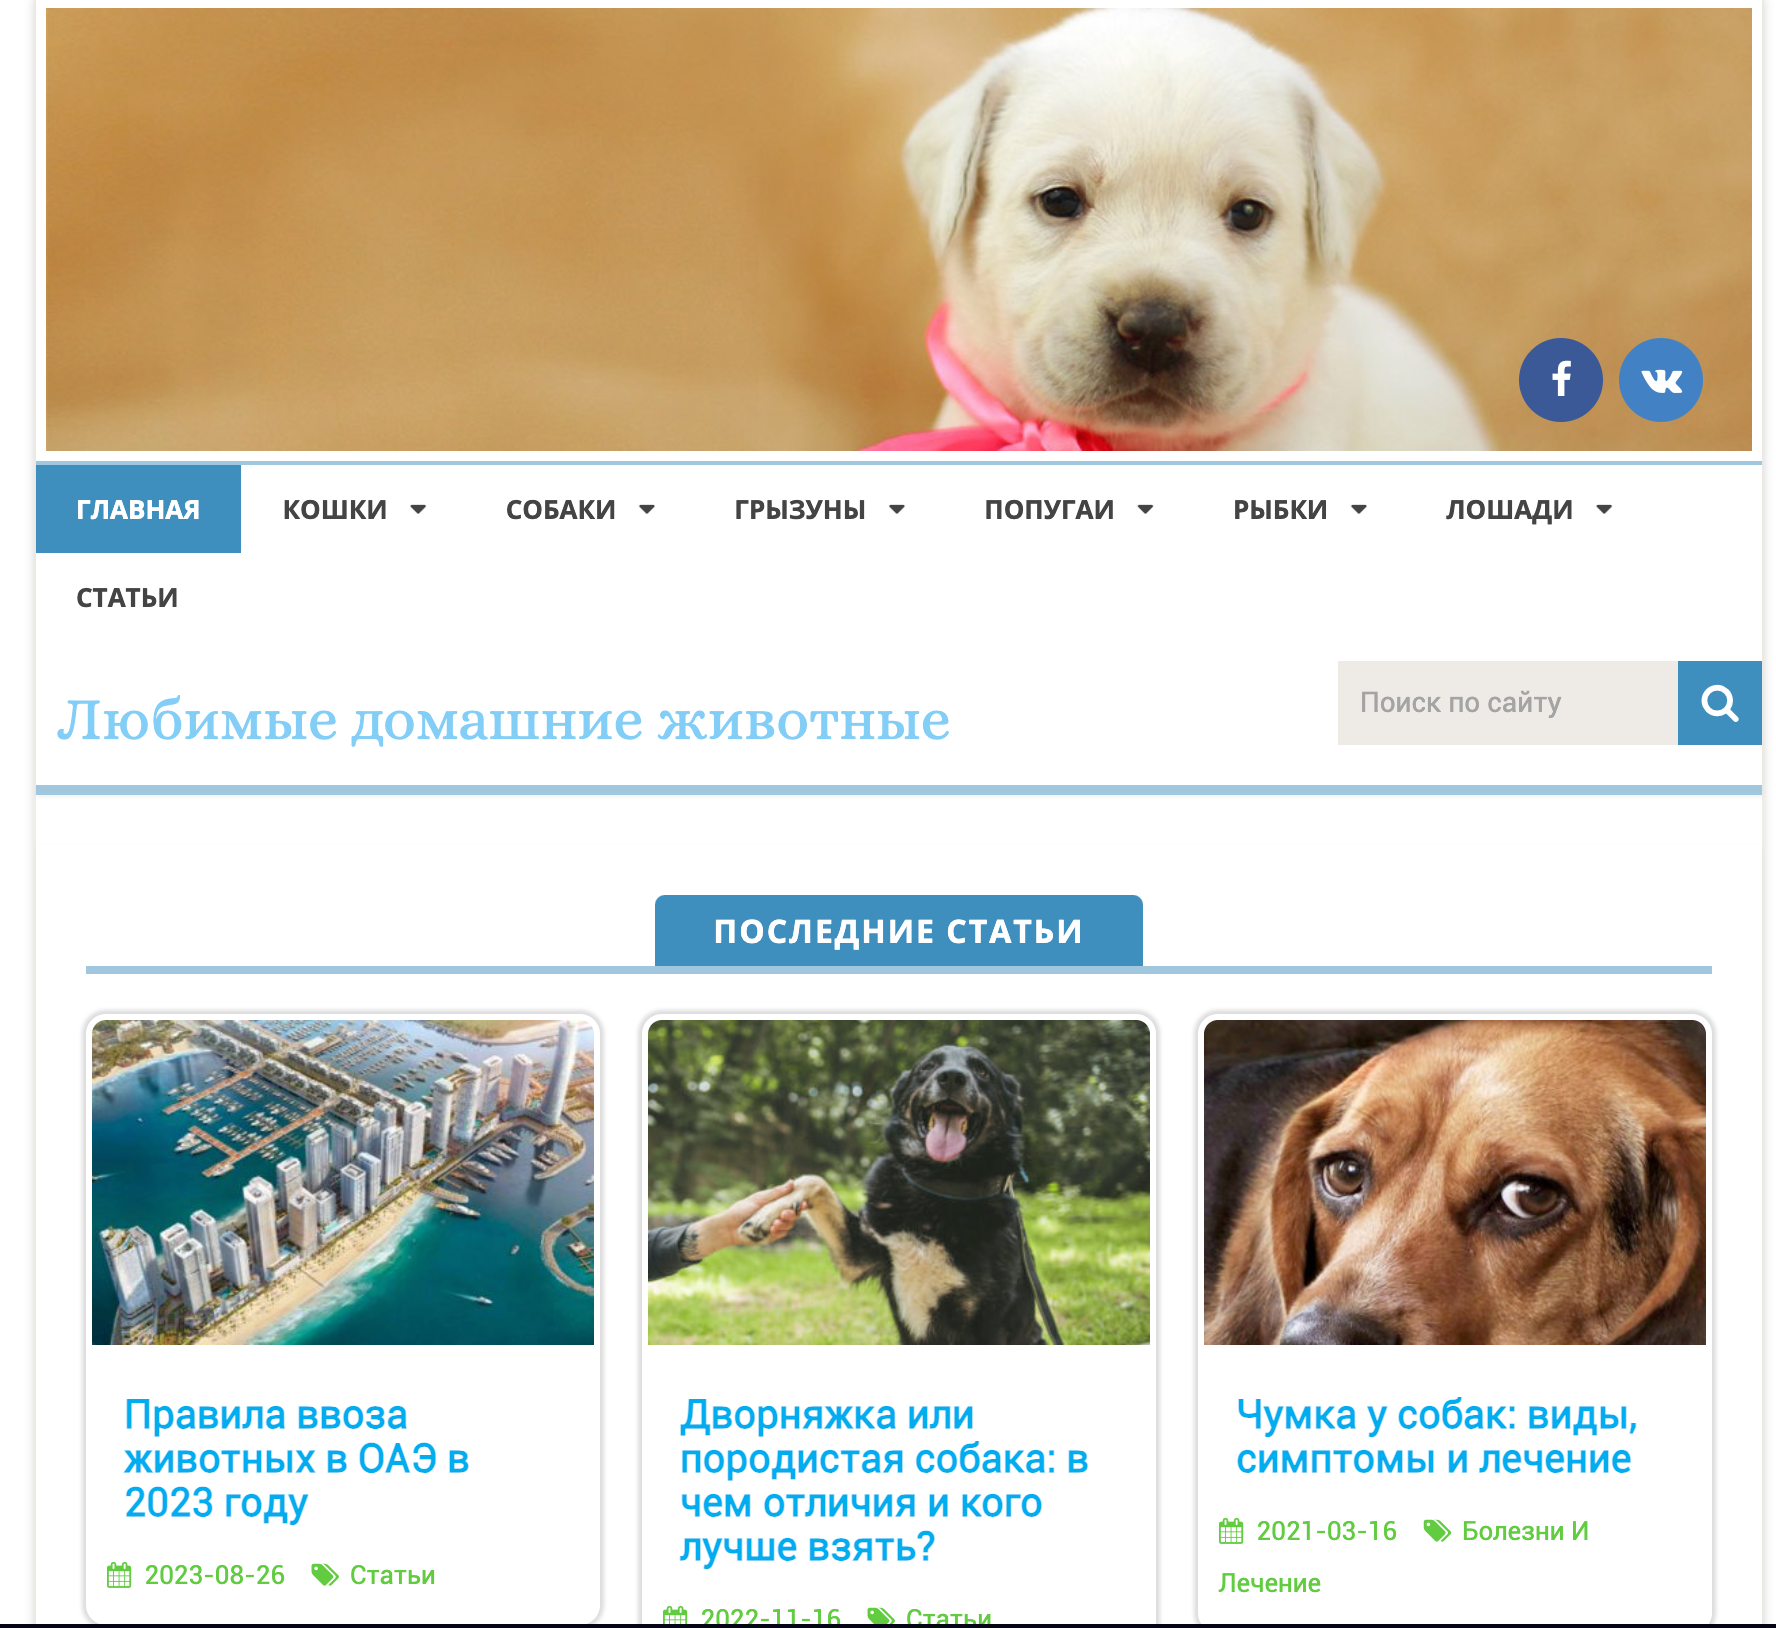 ГЛАВНАЯ КОШКИ СОБАКИ ГРЫЗУНЫ ПОПУГАИ РЫБКИ ЛОШАДИ
СТАТЬИ
Любимые домашние животные
Поиск по сайту
ПОСЛЕДНИЕ СТАТЬИ
Правила ввоза
животных в ОАЭ в
2023 году
2023-08-26 Статьи
Дворняжка или
породистая собака: в
чем отличия и кого
лучше взять?
2022-11-16 Статьи
Чумка у собак: виды,
симптомы и лечение
2021-03-16 Болезни И
Лечение